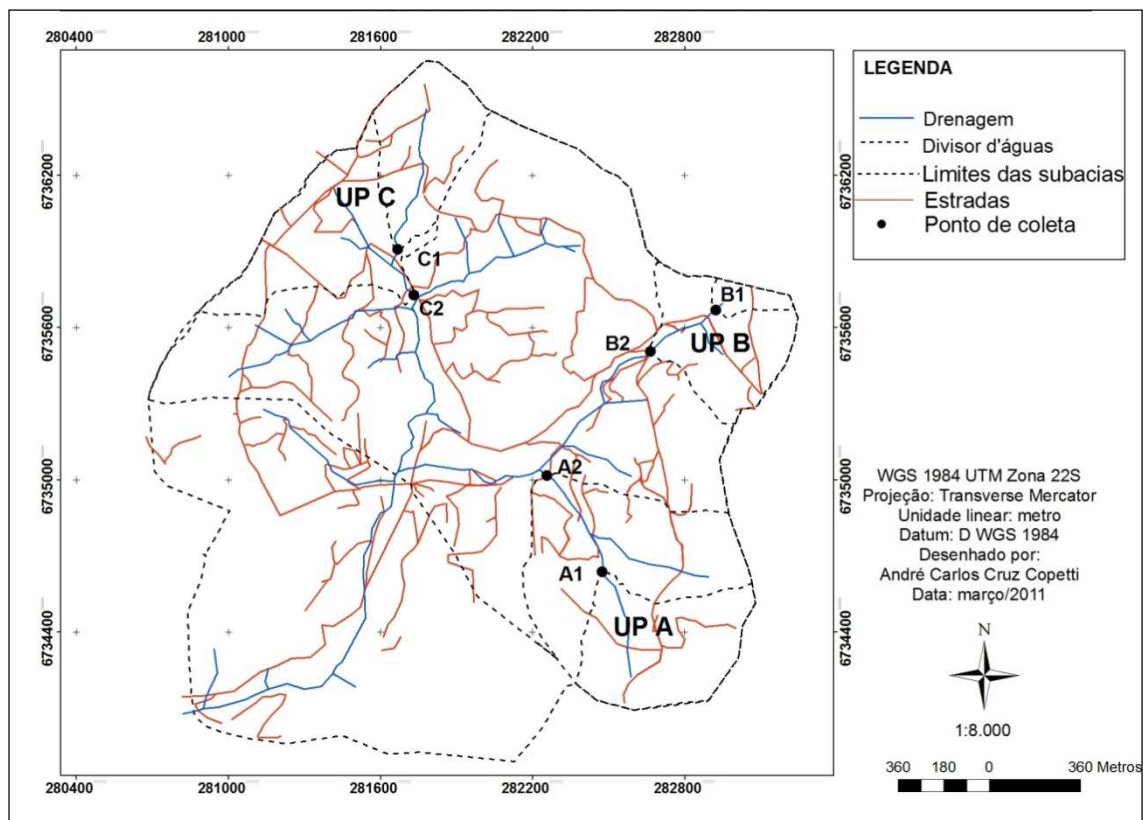 280400 281000 281600 282200 282800
6736200
6735600
6735000
6734400
UP C
C1
C2
B1
B2
UP B
A2
A1
UP A
6736200
6735600
6735000
6734400
280400 281000 281600 282200 282800
LEGENDA
Drenagem
Divisor d'águas
Limites das subacias
Estradas
Ponto de coleta
WGS 1984 UTM Zona 22S
Projeção: Transverse Mercator
Unidade linear: metro
Datum: D WGS 1984
Desenhado por:
André Carlos Cruz Copetti
Data: março/2011
N
1:8.000
360 180 0 360 Metros